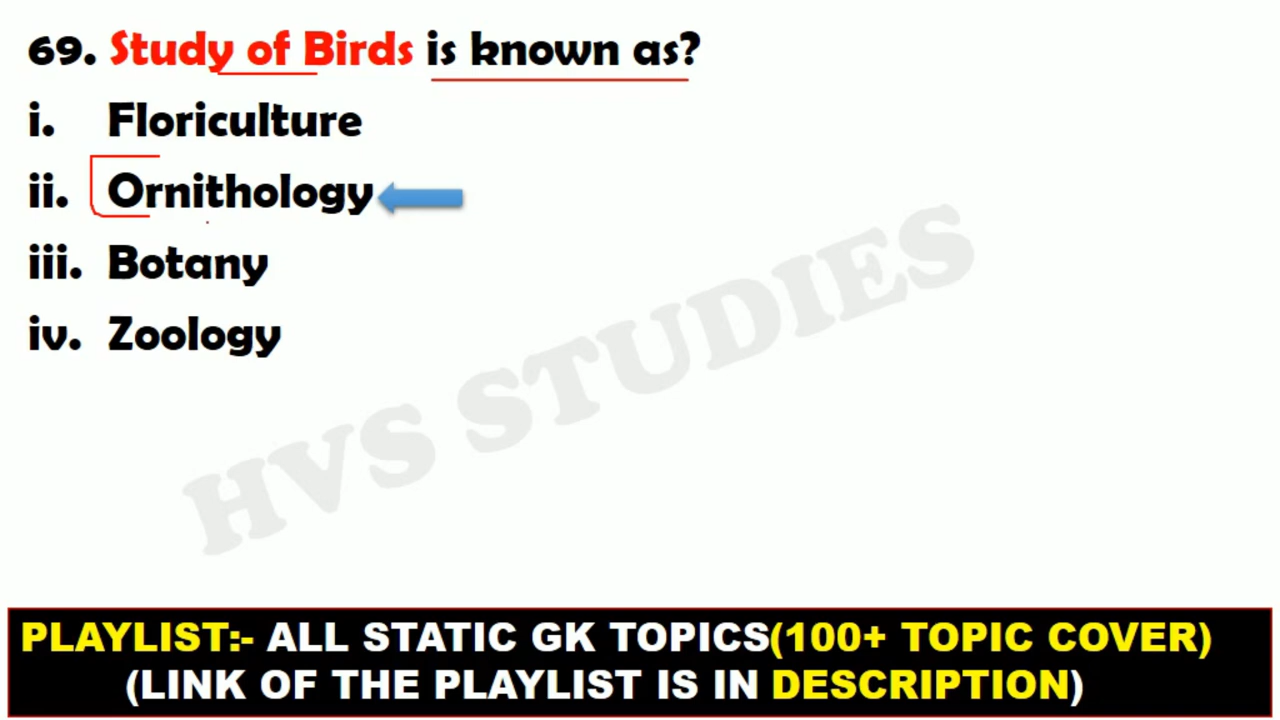 69. Study of Birds is known as?
i. Floriculture
ii. Ornithology
iii. Botany
iv. Zoology
HVS STUDIES
PLAYLIST:- ALL STATIC GK TOPICS(100+ TOPIC COVER)
(LINK OF THE PLAYLIST IS IN DESCRIPTION)